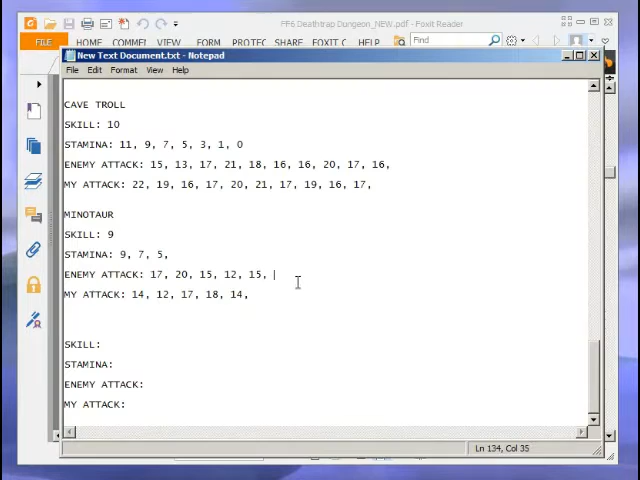 FF6 Deathtrap Dungeon_NEW.pdf - Foxit Reader
FILE HOME COMMEI VIEW FORM PROTEC SHARE FOXIT C HELP Find
New Text Document.txt - Notepad
File Edit Format View Help
CAVE TROLL
SKILL: 10
STAMINA: 11, 9, 7, 5, 3, 1, 0
ENEMY ATTACK: 15, 13, 17, 21, 18, 16, 16, 20, 17, 16,
MY ATTACK: 22, 19, 16, 17, 20, 21, 17, 19, 16, 17,
MINOTAUR
SKILL: 9
STAMINA: 9, 7, 5,
ENEMY ATTACK: 17, 20, 15, 12, 15,
MY ATTACK: 14, 12, 17, 18, 14,
SKILL:
STAMINA:
ENEMY ATTACK:
MY ATTACK:
Ln 134, Col 35